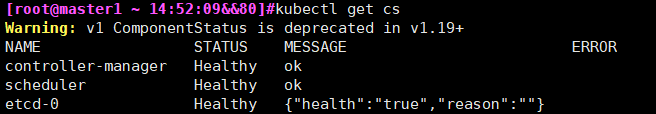 [root@master1 ~ 14:52:09&&80]#kubectl get cs
Warning: v1 ComponentStatus is deprecated in v1.19+
NAME STATUS MESSAGE ERROR
controller-manager Healthy ok
scheduler Healthy ok
etcd-0 Healthy {"health":"true","reason":""}